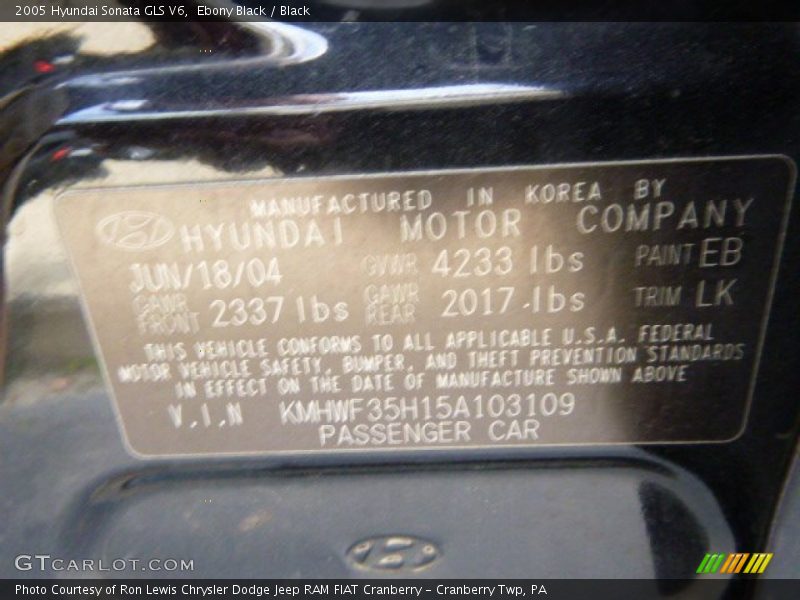 2005 Hyundai Sonata GLS V6,  Ebony Black / Black
MANUFACTURED IN KOREA BY
HYUNDAI MOTOR COMPANY
JUN/18/04 GVWR 4233 lbs PAINT EB
GAWR FRONT 2337 lbs GAWR REAR 2017 lbs TRIM LK
THIS VEHICLE CONFORMS TO ALL APPLICABLE U.S.A. FEDERAL
MOTOR VEHICLE SAFETY, BUMPER, AND THEFT PREVENTION STANDARDS
IN EFFECT ON THE DATE OF MANUFACTURE SHOWN ABOVE
V.I.N KMHWF35H15A103109
PASSENGER CAR
GTCARLOT.COM
Photo Courtesy of Ron Lewis Chrysler Dodge Jeep RAM FIAT Cranberry – Cranberry Twp, PA